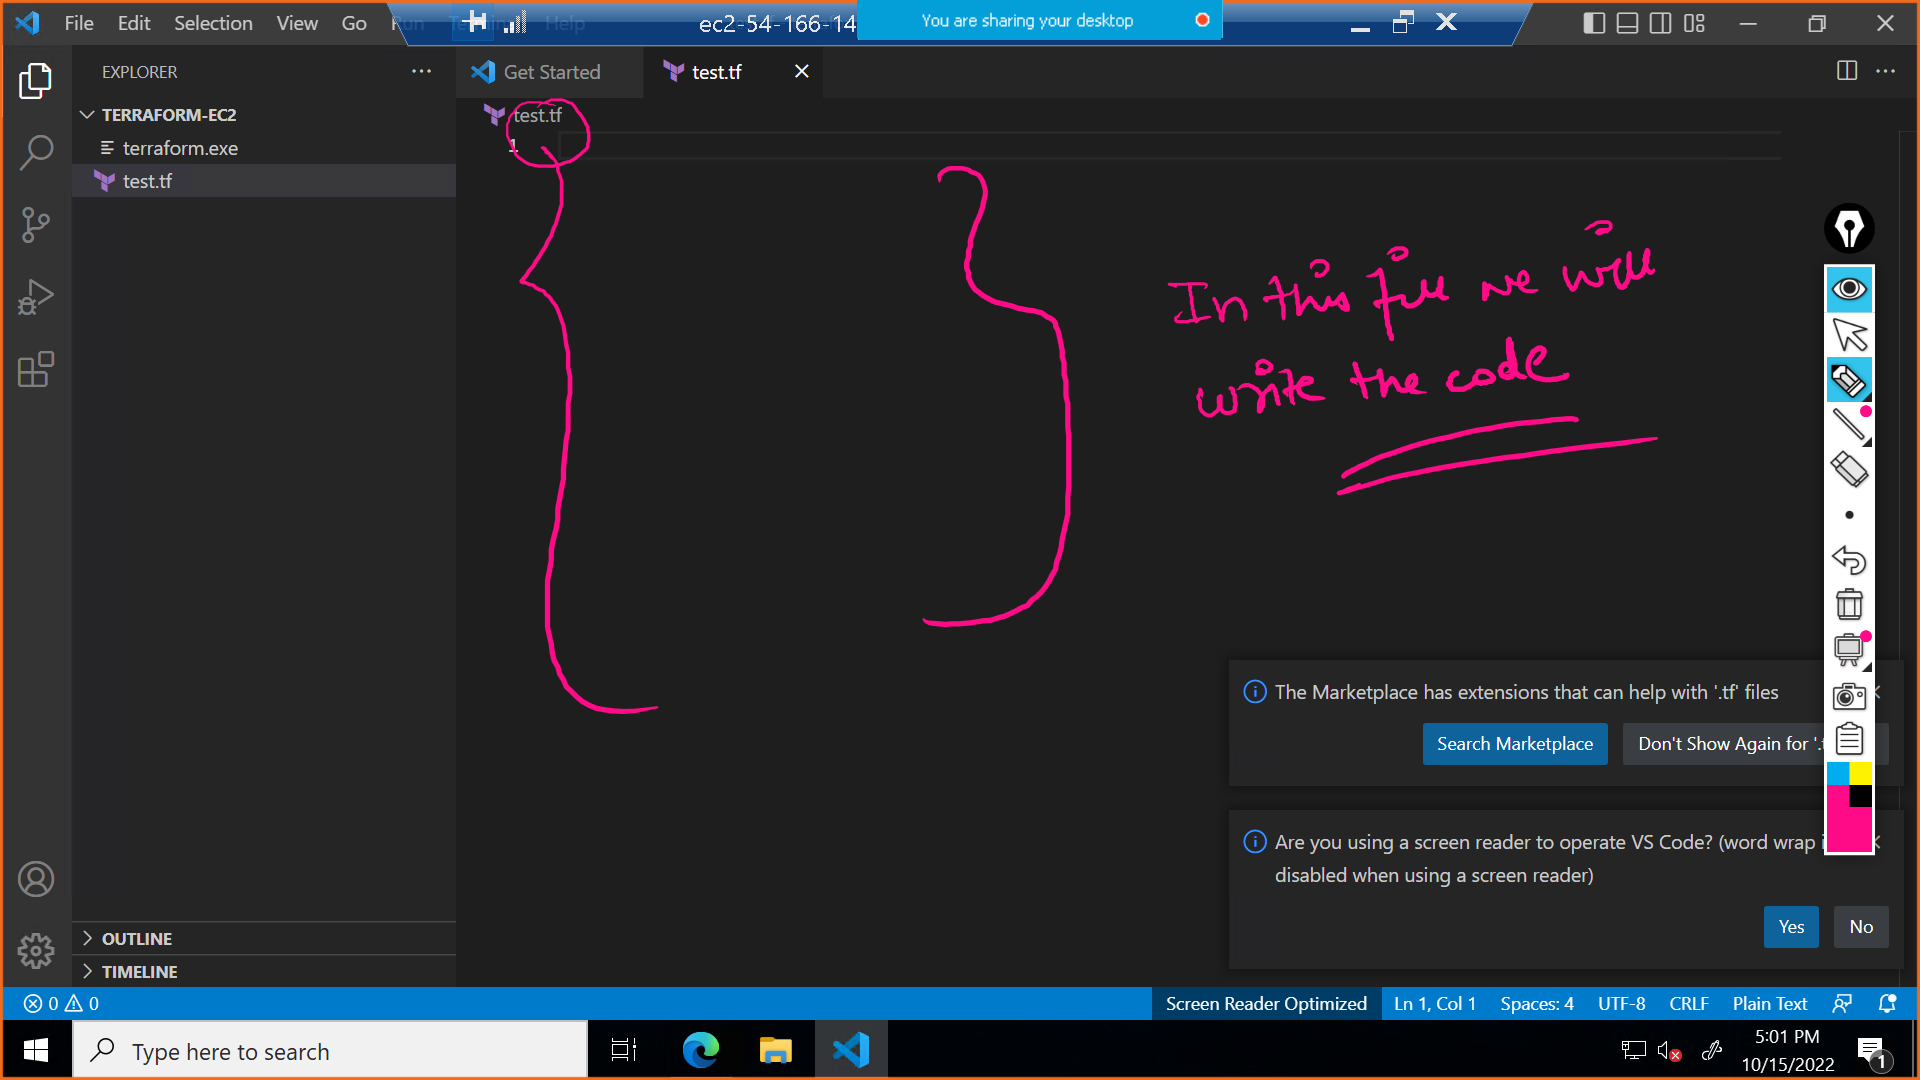 File Edit Selection View Go Run Help
ec2-54-166-14
You are sharing your desktop
EXPLORER
Get Started
test.tf
TERRAFORM-EC2
terraform.exe
test.tf
test.tf
1
In this file we will
write the code
The Marketplace has extensions that can help with '.tf' files
Search Marketplace
Don't Show Again for '.t
Are you using a screen reader to operate VS Code? (word wrap i
disabled when using a screen reader)
Yes
No
OUTLINE
TIMELINE
0 0
Screen Reader Optimized Ln 1, Col 1 Spaces: 4 UTF-8 CRLF Plain Text
Type here to search
5:01 PM
10/15/2022
1